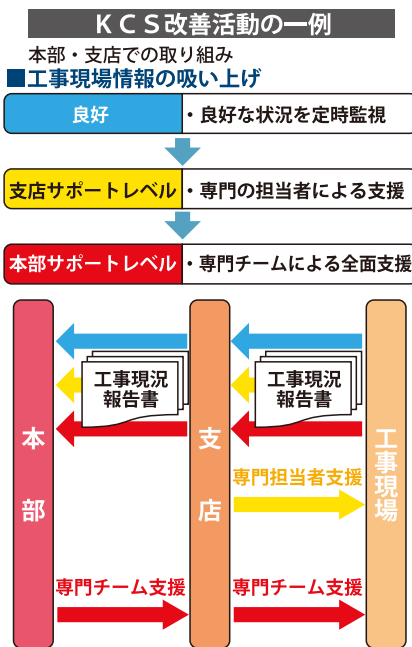 ＫＣＳ改善活動の一例
本部・支店での取り組み
■工事現場情報の吸い上げ
良好
・良好な状況を定時監視
支店サポートレベル
・専門の担当者による支援
本部サポートレベル
・専門チームによる全面支援
工事現況
報告書
工事現況
報告書
本部
支店
工事現場
専門担当者支援
専門チーム支援
専門チーム支援